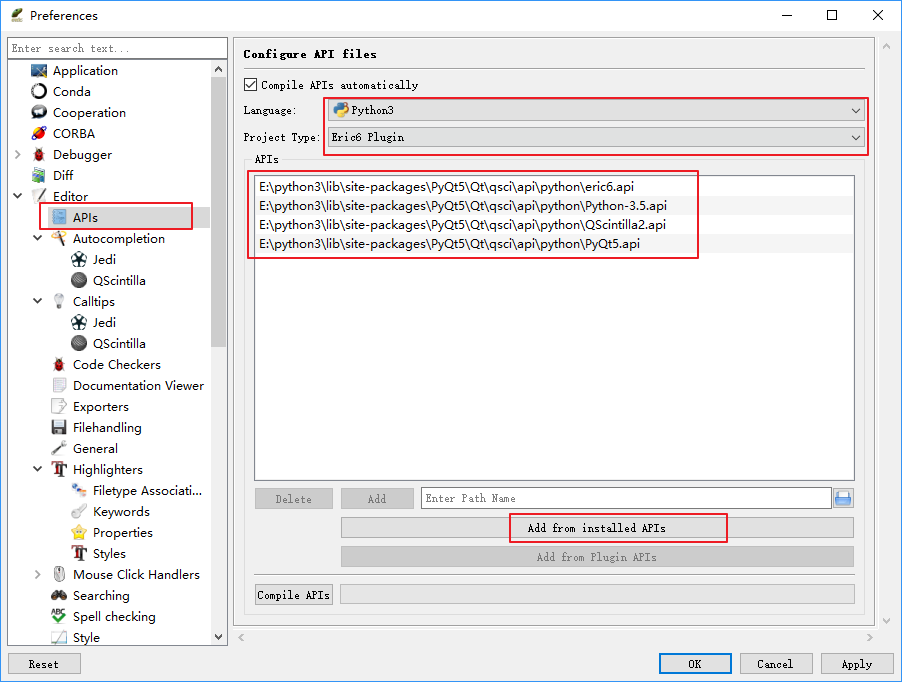 Preferences
Enter search text...
Application
Conda
Cooperation
CORBA
Debugger
Diff
Editor
APIs
Autocompletion
Jedi
QScintilla
Calltips
Jedi
QScintilla
Code Checkers
Documentation Viewer
Exporters
Filehandling
General
Highlighters
Filetype Associati...
Keywords
Properties
Styles
Mouse Click Handlers
Searching
Spell checking
Style
Configure API files
Compile APIs automatically
Language: Python3
Project Type: Eric6 Plugin
APIs
E:\python3\lib\site-packages\PyQt5\Qt\qsci\api\python\eric6.api
E:\python3\lib\site-packages\PyQt5\Qt\qsci\api\python\Python-3.5.api
E:\python3\lib\site-packages\PyQt5\Qt\qsci\api\python\QScintilla2.api
E:\python3\lib\site-packages\PyQt5\Qt\qsci\api\python\PyQt5.api
Delete Add Enter Path Name
Add from installed APIs
Add from Plugin APIs
Compile APIs
Reset OK Cancel Apply